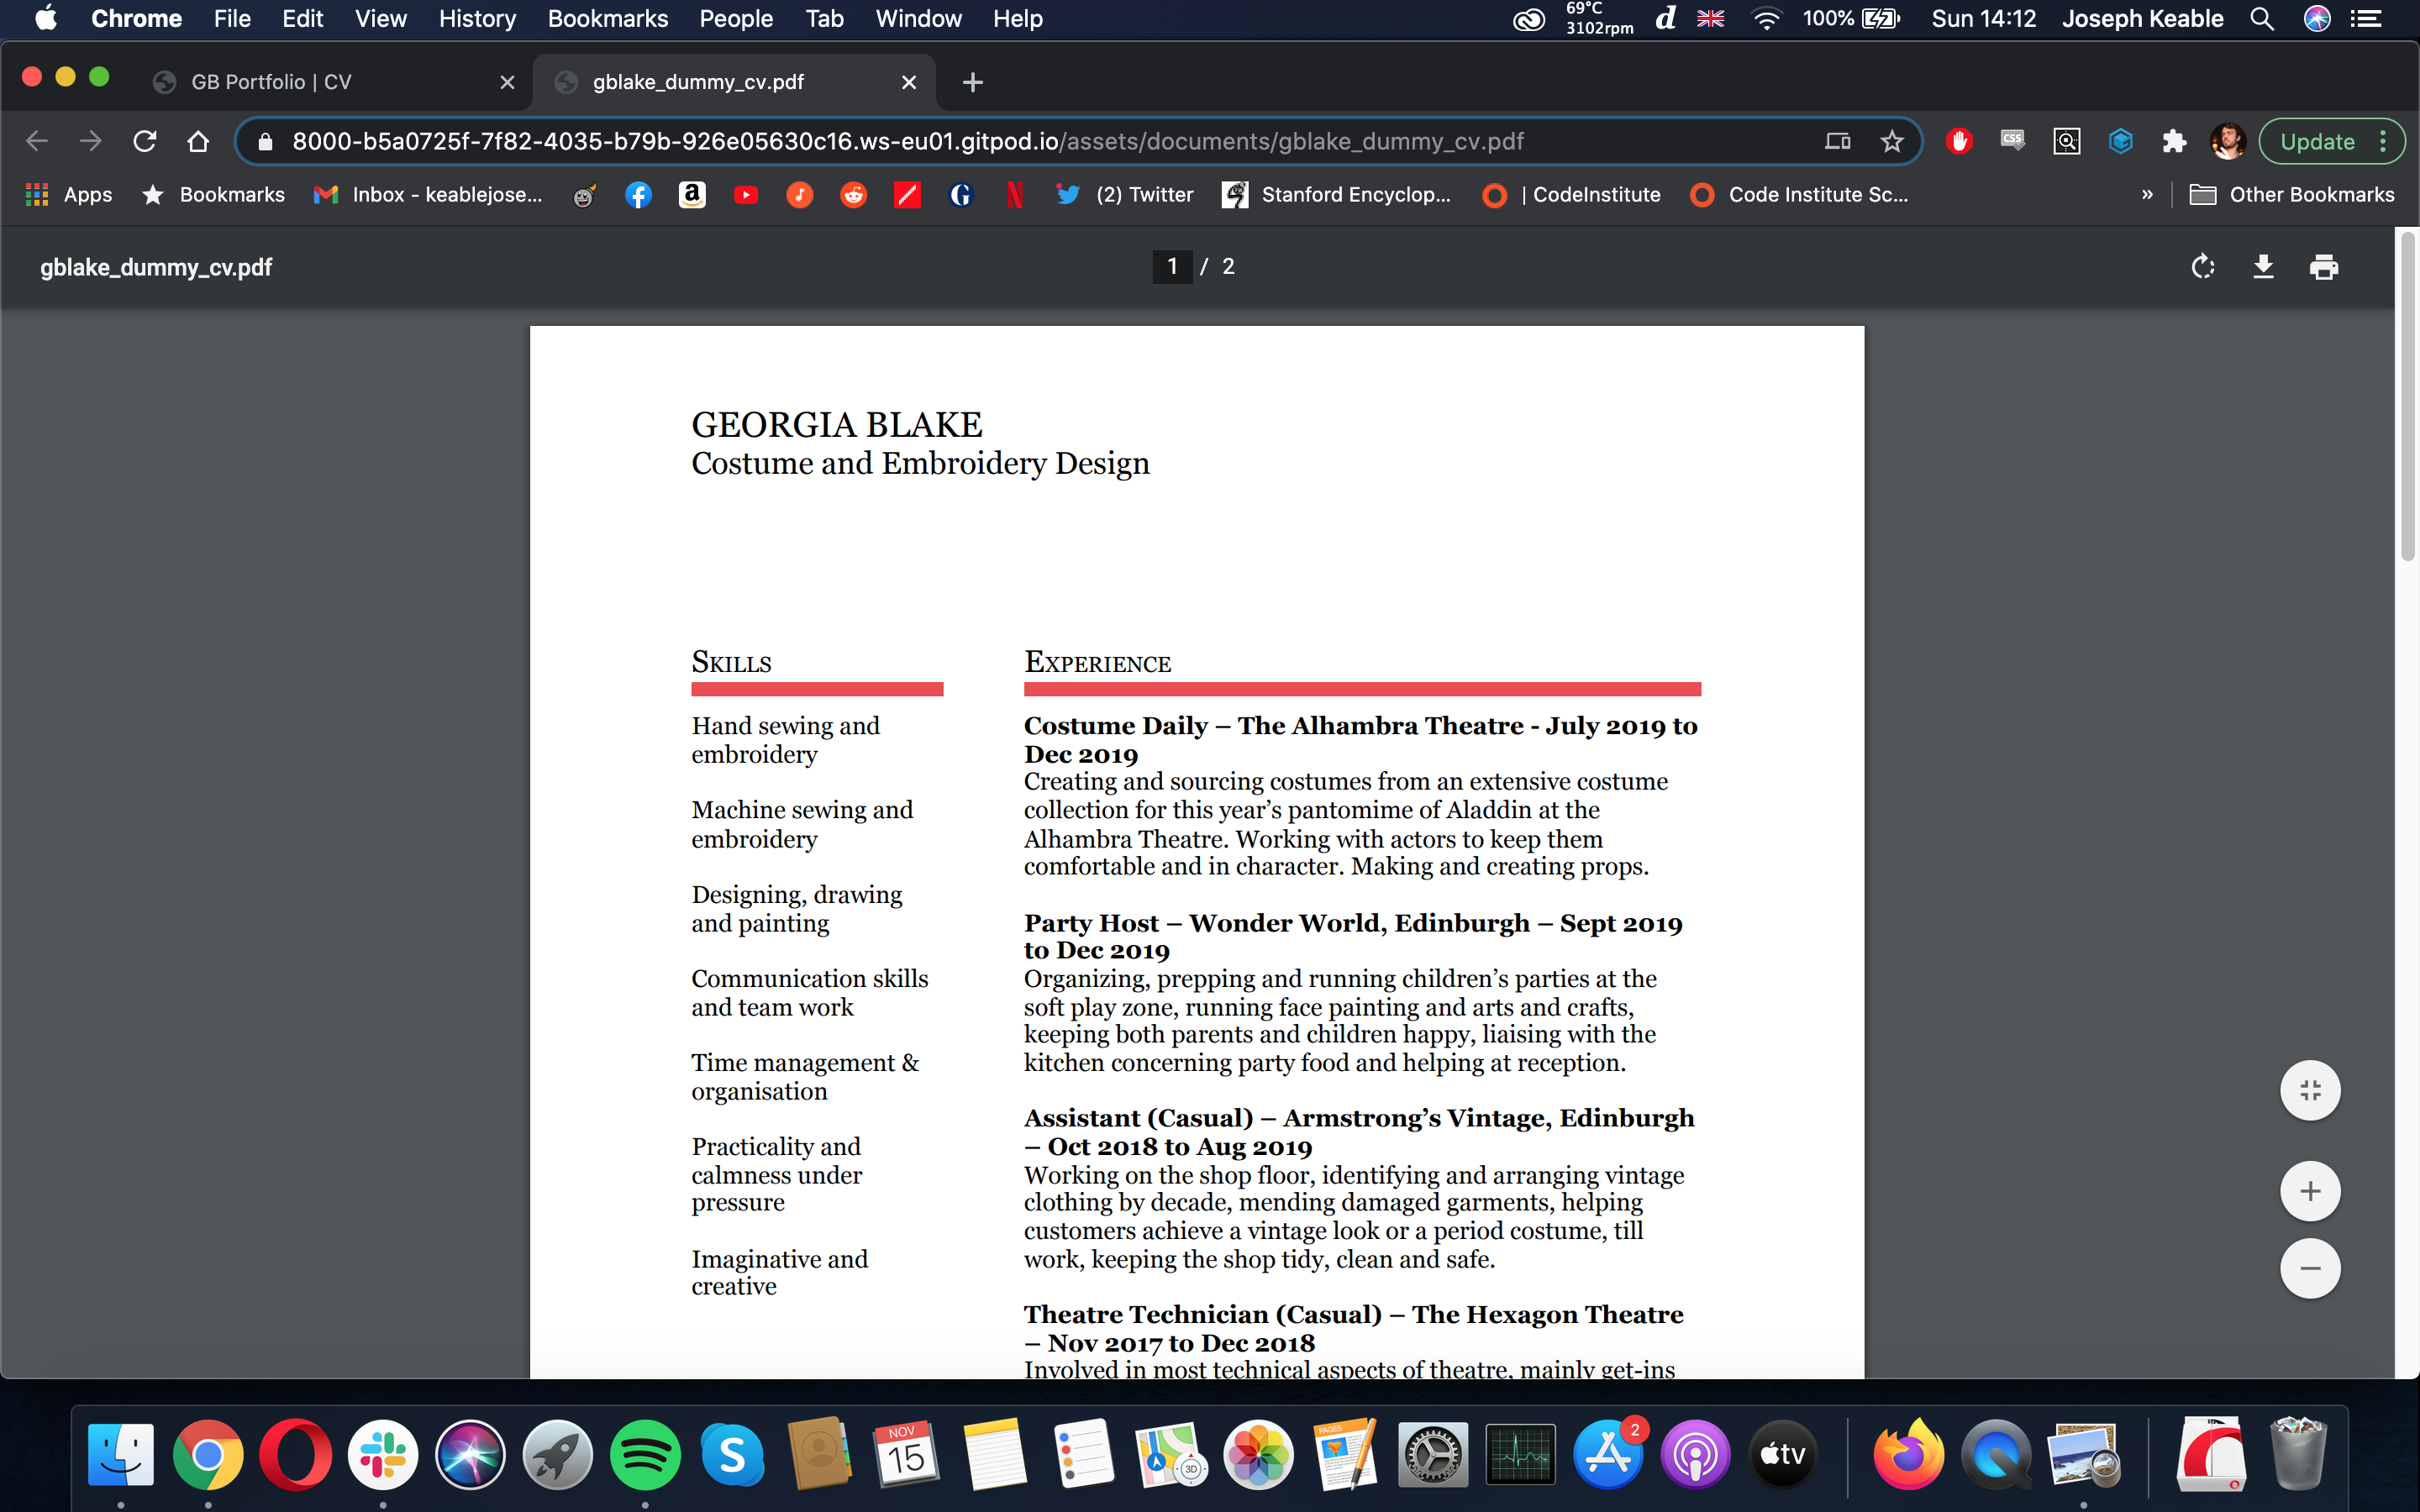 Chrome File Edit View History Bookmarks People Tab Window Help 69°C 3102rpm d 100% Sun 14:12 Joseph Keable
GB Portfolio | CV
gblake_dummy_cv.pdf
8000-b5a0725f-7f82-4035-b79b-926e05630c16.ws-eu01.gitpod.io/assets/documents/gblake_dummy_cv.pdf
CSS
Update
Apps Bookmarks Inbox - keablejose... a G N (2) Twitter Stanford Encyclop... | CodeInstitute Code Institute Sc... » Other Bookmarks
gblake_dummy_cv.pdf
1 / 2
GEORGIA BLAKE
Costume and Embroidery Design
SKILLS
Hand sewing and
embroidery
Machine sewing and
embroidery
Designing, drawing
and painting
Communication skills
and team work
Time management &
organisation
Practicality and
calmness under
pressure
Imaginative and
creative
EXPERIENCE
Costume Daily – The Alhambra Theatre - July 2019 to
Dec 2019
Creating and sourcing costumes from an extensive costume
collection for this year’s pantomime of Aladdin at the
Alhambra Theatre. Working with actors to keep them
comfortable and in character. Making and creating props.
Party Host – Wonder World, Edinburgh – Sept 2019
to Dec 2019
Organizing, prepping and running children’s parties at the
soft play zone, running face painting and arts and crafts,
keeping both parents and children happy, liaising with the
kitchen concerning party food and helping at reception.
Assistant (Casual) – Armstrong’s Vintage, Edinburgh
– Oct 2018 to Aug 2019
Working on the shop floor, identifying and arranging vintage
clothing by decade, mending damaged garments, helping
customers achieve a vintage look or a period costume, till
work, keeping the shop tidy, clean and safe.
Theatre Technician (Casual) – The Hexagon Theatre
– Nov 2017 to Dec 2018
Involved in most technical aspects of theatre, mainly get-ins
S
NOV
15
3D
PAGES
2
tv